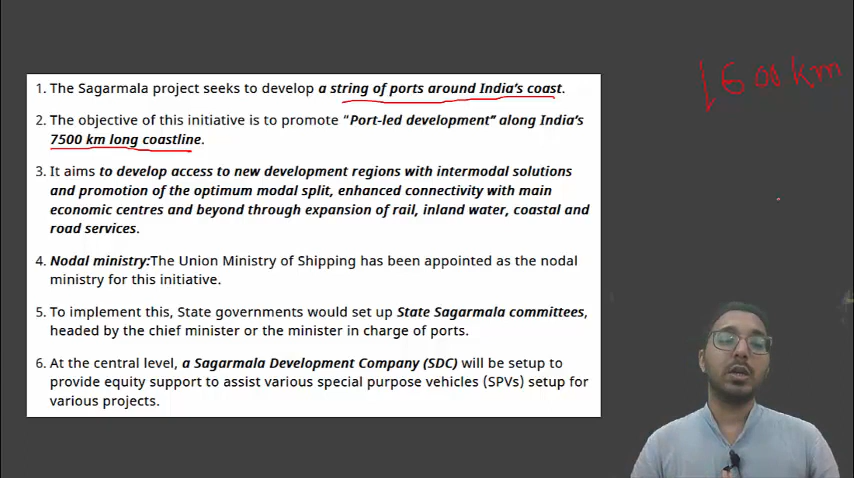 1. The Sagarmala project seeks to develop a string of ports around India's coast.
2. The objective of this initiative is to promote "Port-led development" along India's
7500 km long coastline.
3. It aims to develop access to new development regions with intermodal solutions
and promotion of the optimum modal split, enhanced connectivity with main
economic centres and beyond through expansion of rail, inland water, coastal and
road services.
4. Nodal ministry:The Union Ministry of Shipping has been appointed as the nodal
ministry for this initiative.
5. To implement this, State governments would set up State Sagarmala committees,
headed by the chief minister or the minister in charge of ports.
6. At the central level, a Sagarmala Development Company (SDC) will be setup to
provide equity support to assist various special purpose vehicles (SPVs) setup for
various projects.
km